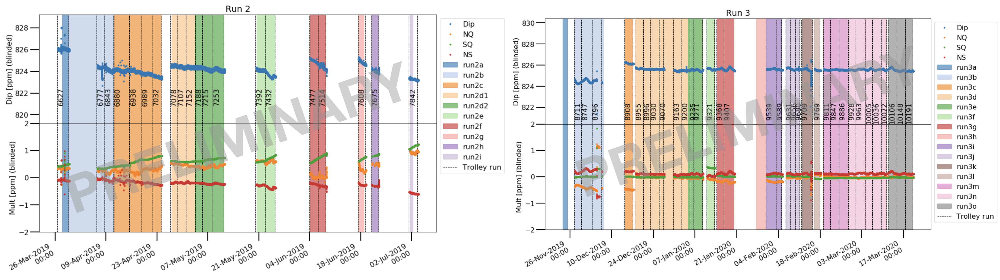 Run 2
Dip [ppm] (blinded)
828
826
824
822
820
6627
6777
6843
6880
6938
6989
7032
7078
7107
7152
7188
7215
7253
7392
7432
7477
7514
7608
7675
7842
Mult [ppm] (blinded)
2
1
0
−1
−2
26-Mar-2019
00:00
09-Apr-2019
00:00
23-Apr-2019
00:00
07-May-2019
00:00
21-May-2019
00:00
04-Jun-2019
00:00
18-Jun-2019
00:00
02-Jul-2019
00:00
PRELIMINARY
Dip
NQ
SQ
NS
run2a
run2b
run2c
run2d1
run2d2
run2e
run2f
run2g
run2h
run2i
Trolley run
Run 3
Dip [ppm] (blinded)
830
828
826
824
822
8711
8747
8796
8908
8955
8996
9030
9070
9163
9200
9235
9271
9321
9368
9407
9539
9589
9631
9656
9680
9709
9769
9811
9847
9886
9928
9963
10005
10036
10072
10106
10148
10191
Mult [ppm] (blinded)
2
1
0
−1
−2
26-Nov-2019
00:00
10-Dec-2019
00:00
24-Dec-2019
00:00
07-Jan-2020
00:00
21-Jan-2020
00:00
04-Feb-2020
00:00
18-Feb-2020
00:00
03-Mar-2020
00:00
17-Mar-2020
00:00
PRELIMINARY
Dip
NQ
SQ
NS
run3a
run3b
run3c
run3d
run3e
run3f
run3g
run3h
run3i
run3j
run3k
run3l
run3m
run3n
run3o
Trolley run